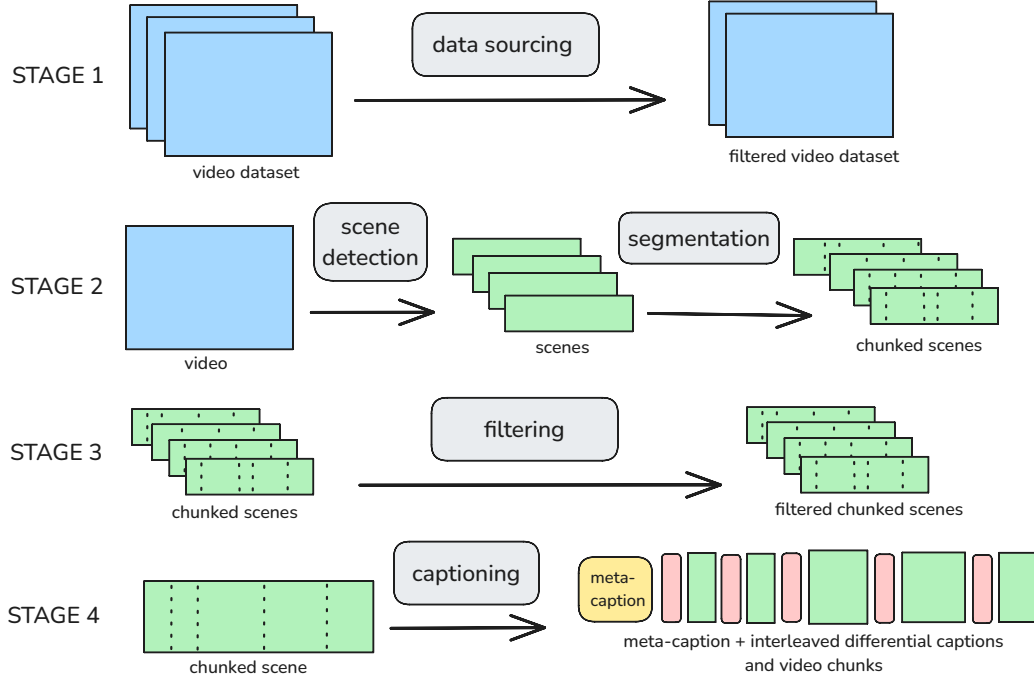 STAGE 1
data sourcing
video dataset
filtered video dataset
STAGE 2
scene
detection
segmentation
video
scenes
chunked scenes
STAGE 3
filtering
chunked scenes
filtered chunked scenes
STAGE 4
captioning
meta-
caption
chunked scene
meta-caption + interleaved differential captions
and video chunks